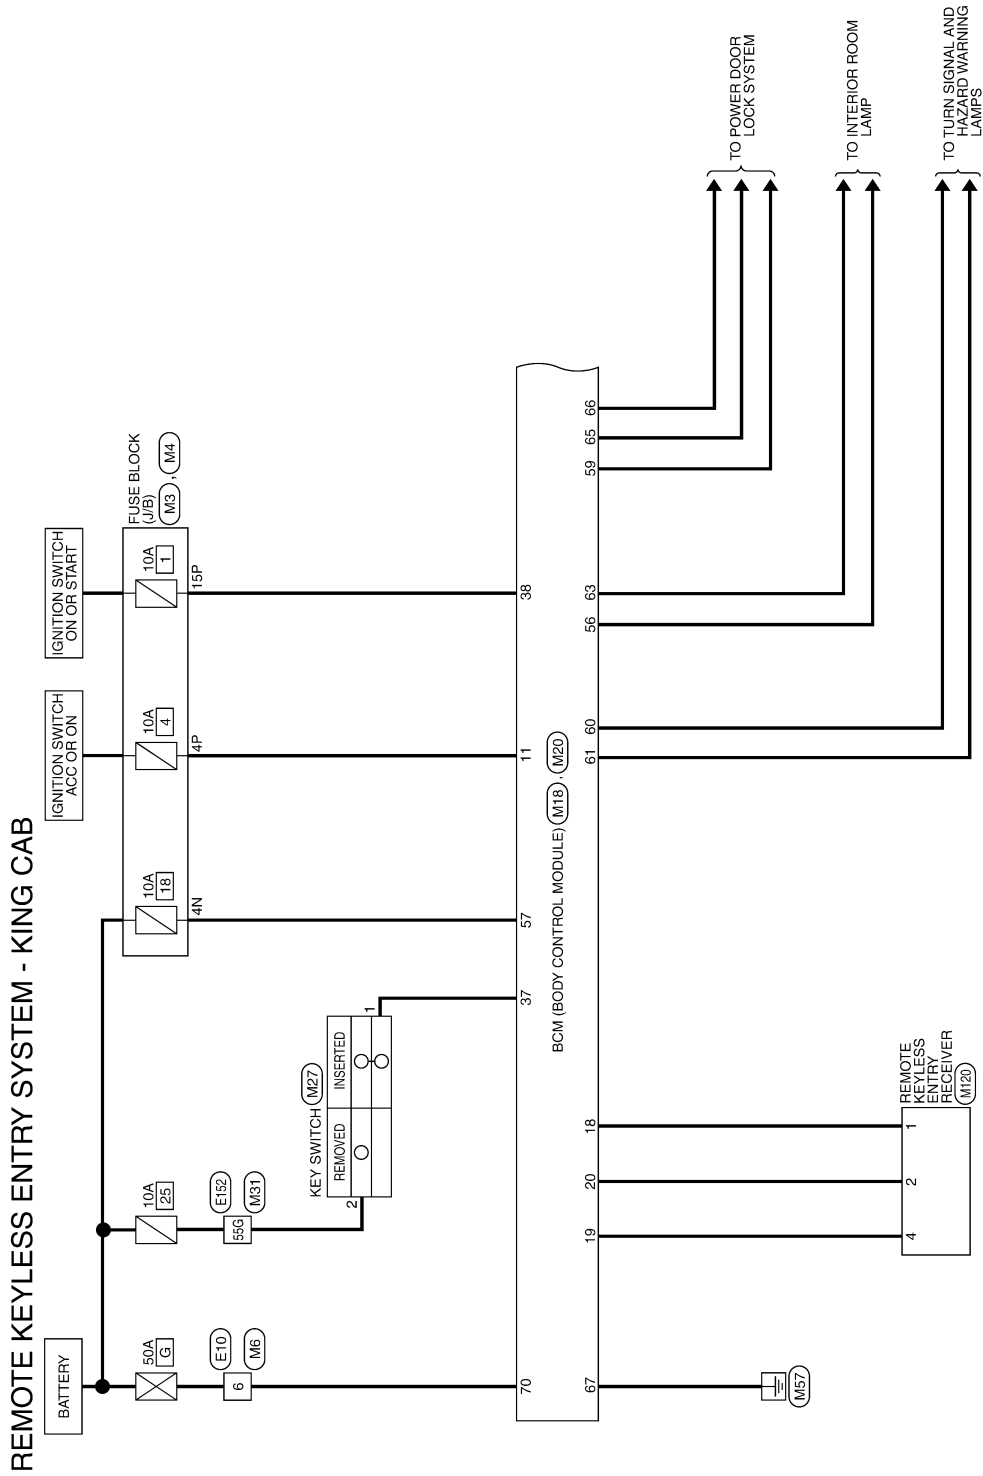 REMOTE KEYLESS ENTRY SYSTEM - KING CAB
BATTERY
IGNITION SWITCH
ACC OR ON
IGNITION SWITCH
ON OR START
50A
G
10A
25
10A
18
10A
4
10A
1
FUSE BLOCK
(J/B)
M3 , M4
E10
6
M6
E152
55G
M31
4N
4P
15P
KEY SWITCH M27
REMOVED
INSERTED
2
1
70
37
57
11
38
BCM (BODY CONTROL MODULE) M18 , M20
67
19
20
18
61
60
56
63
59
65
66
M57
4
2
1
REMOTE
KEYLESS
ENTRY
RECEIVER
M120
TO POWER DOOR
LOCK SYSTEM
TO INTERIOR ROOM
LAMP
TO TURN SIGNAL AND
HAZARD WARNING
LAMPS